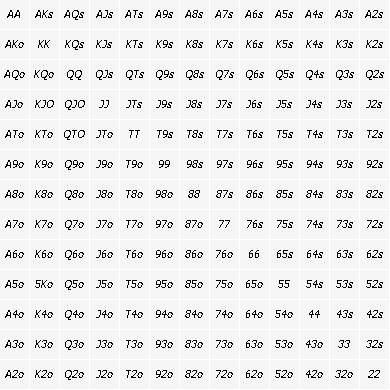 AA AKs AQs AJs ATs A9s A8s A7s A6s A5s A4s A3s A2s
AKo KK KQs KJs KTs K9s K8s K7s K6s K5s K4s K3s K2s
AQo KQo QQ QJs QTs Q9s Q8s Q7s Q6s Q5s Q4s Q3s Q2s
AJo KJO QJO JJ JTs J9s J8s J7s J6s J5s J4s J3s J2s
ATo KTo QTO JTo TT T9s T8s T7s T6s T5s T4s T3s T2s
A9o K9o Q9o J9o T9o 99 98s 97s 96s 95s 94s 93s 92s
A8o K8o Q8o J8o T8o 98o 88 87s 86s 85s 84s 83s 82s
A7o K7o Q7o J7o T7o 97o 87o 77 76s 75s 74s 73s 72s
A6o K6o Q6o J6o T6o 96o 86o 76o 66 65s 64s 63s 62s
A5o 5Ko Q5o J5o T5o 95o 85o 75o 65o 55 54s 53s 52s
A4o K4o Q4o J4o T4o 94o 84o 74o 64o 54o 44 43s 42s
A3o K3o Q3o J3o T3o 93o 83o 73o 63o 53o 43o 33 32s
A2o K2o Q2o J2o T2o 92o 82o 72o 62o 52o 42o 32o 22